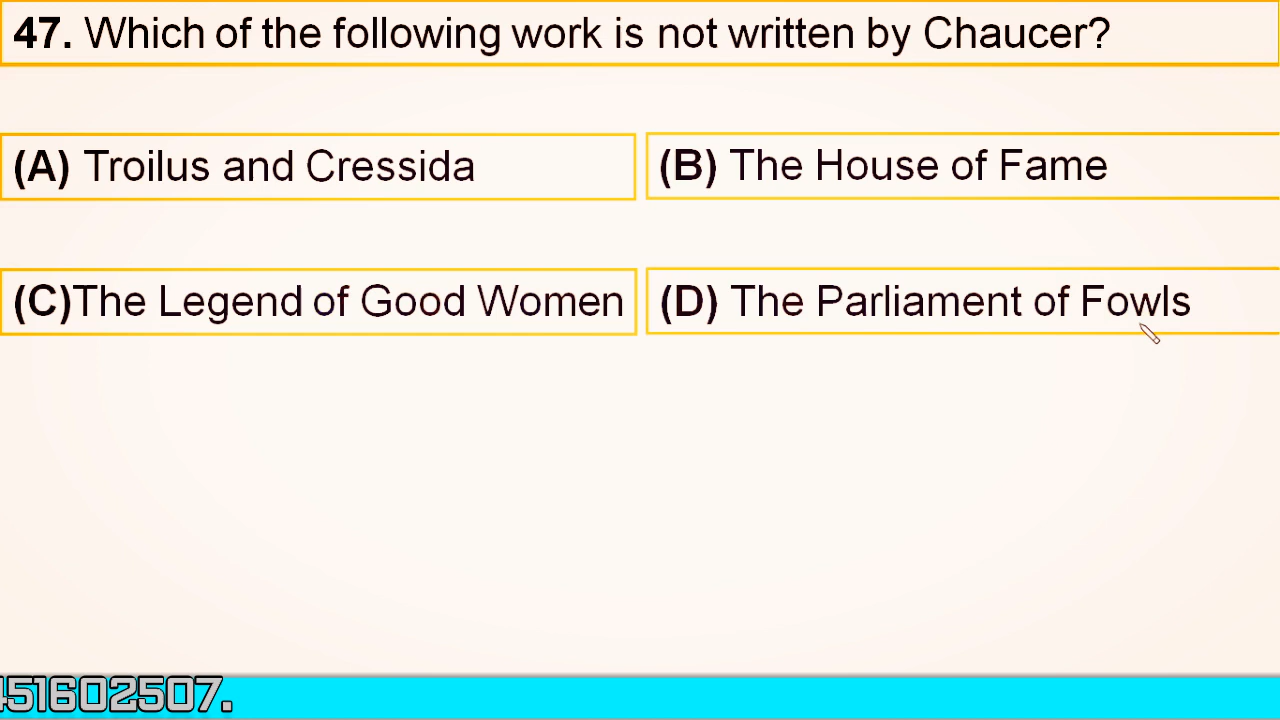 47. Which of the following work is not written by Chaucer?
(A) Troilus and Cressida
(B) The House of Fame
(C)The Legend of Good Women
(D) The Parliament of Fowls
451602507.